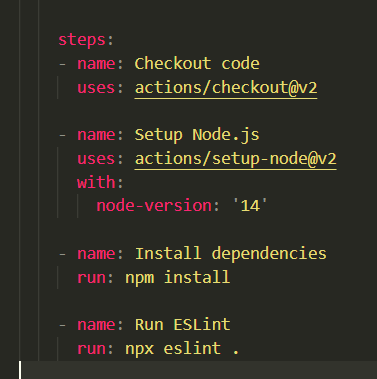 steps:
- name: Checkout code
  uses: actions/checkout@v2

- name: Setup Node.js
  uses: actions/setup-node@v2
  with:
    node-version: '14'

- name: Install dependencies
  run: npm install

- name: Run ESLint
  run: npx eslint .